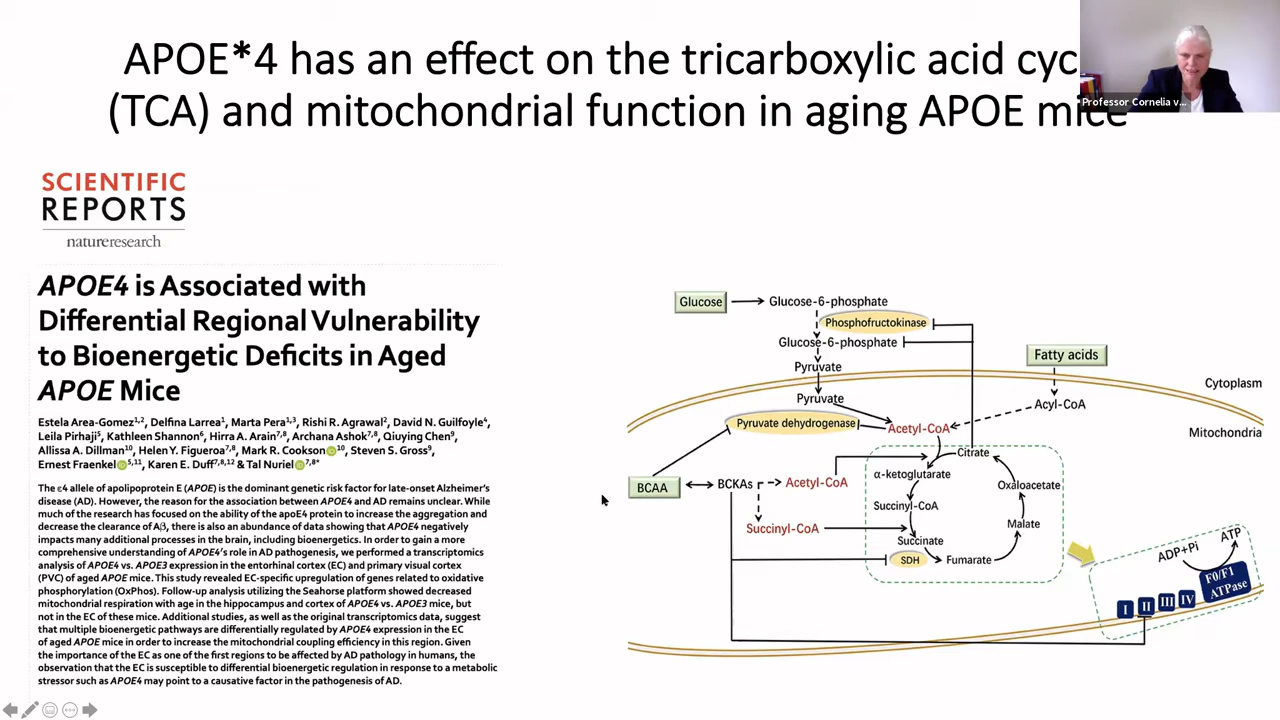 APOE*4 has an effect on the tricarboxylic acid cyc
(TCA) and mitochondrial function in aging APOE mice
Professor Cornelia v...
SCIENTIFIC
REPORTS
natureresearch
APOE4 is Associated with
Differential Regional Vulnerability
to Bioenergetic Deficits in Aged
APOE Mice
Estela Area-Gomez1,2, Delfina Larrea1, Marta Pera1,3, Rishi R. Agrawal2, David N. Guilfoyle4,
Leila Pirhaji5, Kathleen Shannon6, Hirra A. Arain7,8, Archana Ashok7,8, Qiuying Chen9,
Allissa A. Dillman10, Helen Y. Figueroa7,8, Mark R. Cookson10, Steven S. Gross9,
Ernest Fraenkel5,11, Karen E. Duff7,8,12 & Tal Nuriel7,8*
The ε4 allele of apolipoprotein E (APOE) is the dominant genetic risk factor for late-onset Alzheimer's
disease (AD). However, the reason for the association between APOE4 and AD remains unclear. While
much of the research has focused on the ability of the apoE4 protein to increase the aggregation and
decrease the clearance of Aβ, there is also an abundance of data showing that APOE4 negatively
impacts many additional processes in the brain, including bioenergetics. In order to gain a more
comprehensive understanding of APOE4's role in AD pathogenesis, we performed a transcriptomics
analysis of APOE4 vs. APOE3 expression in the entorhinal cortex (EC) and primary visual cortex
(PVC) of aged APOE mice. This study revealed EC-specific upregulation of genes related to oxidative
phosphorylation (OxPhos). Follow-up analysis utilizing the Seahorse platform showed decreased
mitochondrial respiration with age in the hippocampus and cortex of APOE4 vs. APOE3 mice, but
not in the EC of these mice. Additional studies, as well as the original transcriptomics data, suggest
that multiple bioenergetic pathways are differentially regulated by APOE4 expression in the EC
of aged APOE mice in order to increase the mitochondrial coupling efficiency in this region. Given
the importance of the EC as one of the first regions to be affected by AD pathology in humans, the
observation that the EC is susceptible to differential bioenergetic regulation in response to a metabolic
stressor such as APOE4 may point to a causative factor in the pathogenesis of AD.
Glucose
Glucose-6-phosphate
Phosphofructokinase
Glucose-6-phosphate
Pyruvate
Fatty acids
Cytoplasm
Pyruvate
Acyl-CoA
Pyruvate dehydrogenase
Acetyl-CoA
Mitochondria
Citrate
α-ketoglutarate
BCAA
BCKAs
Acetyl-CoA
Oxaloacetate
Succinyl-CoA
Succinyl-CoA
Malate
Succinate
SDH
Fumarate
ADP+Pi
ATP
I
II
III
IV
F0/F1
ATPase